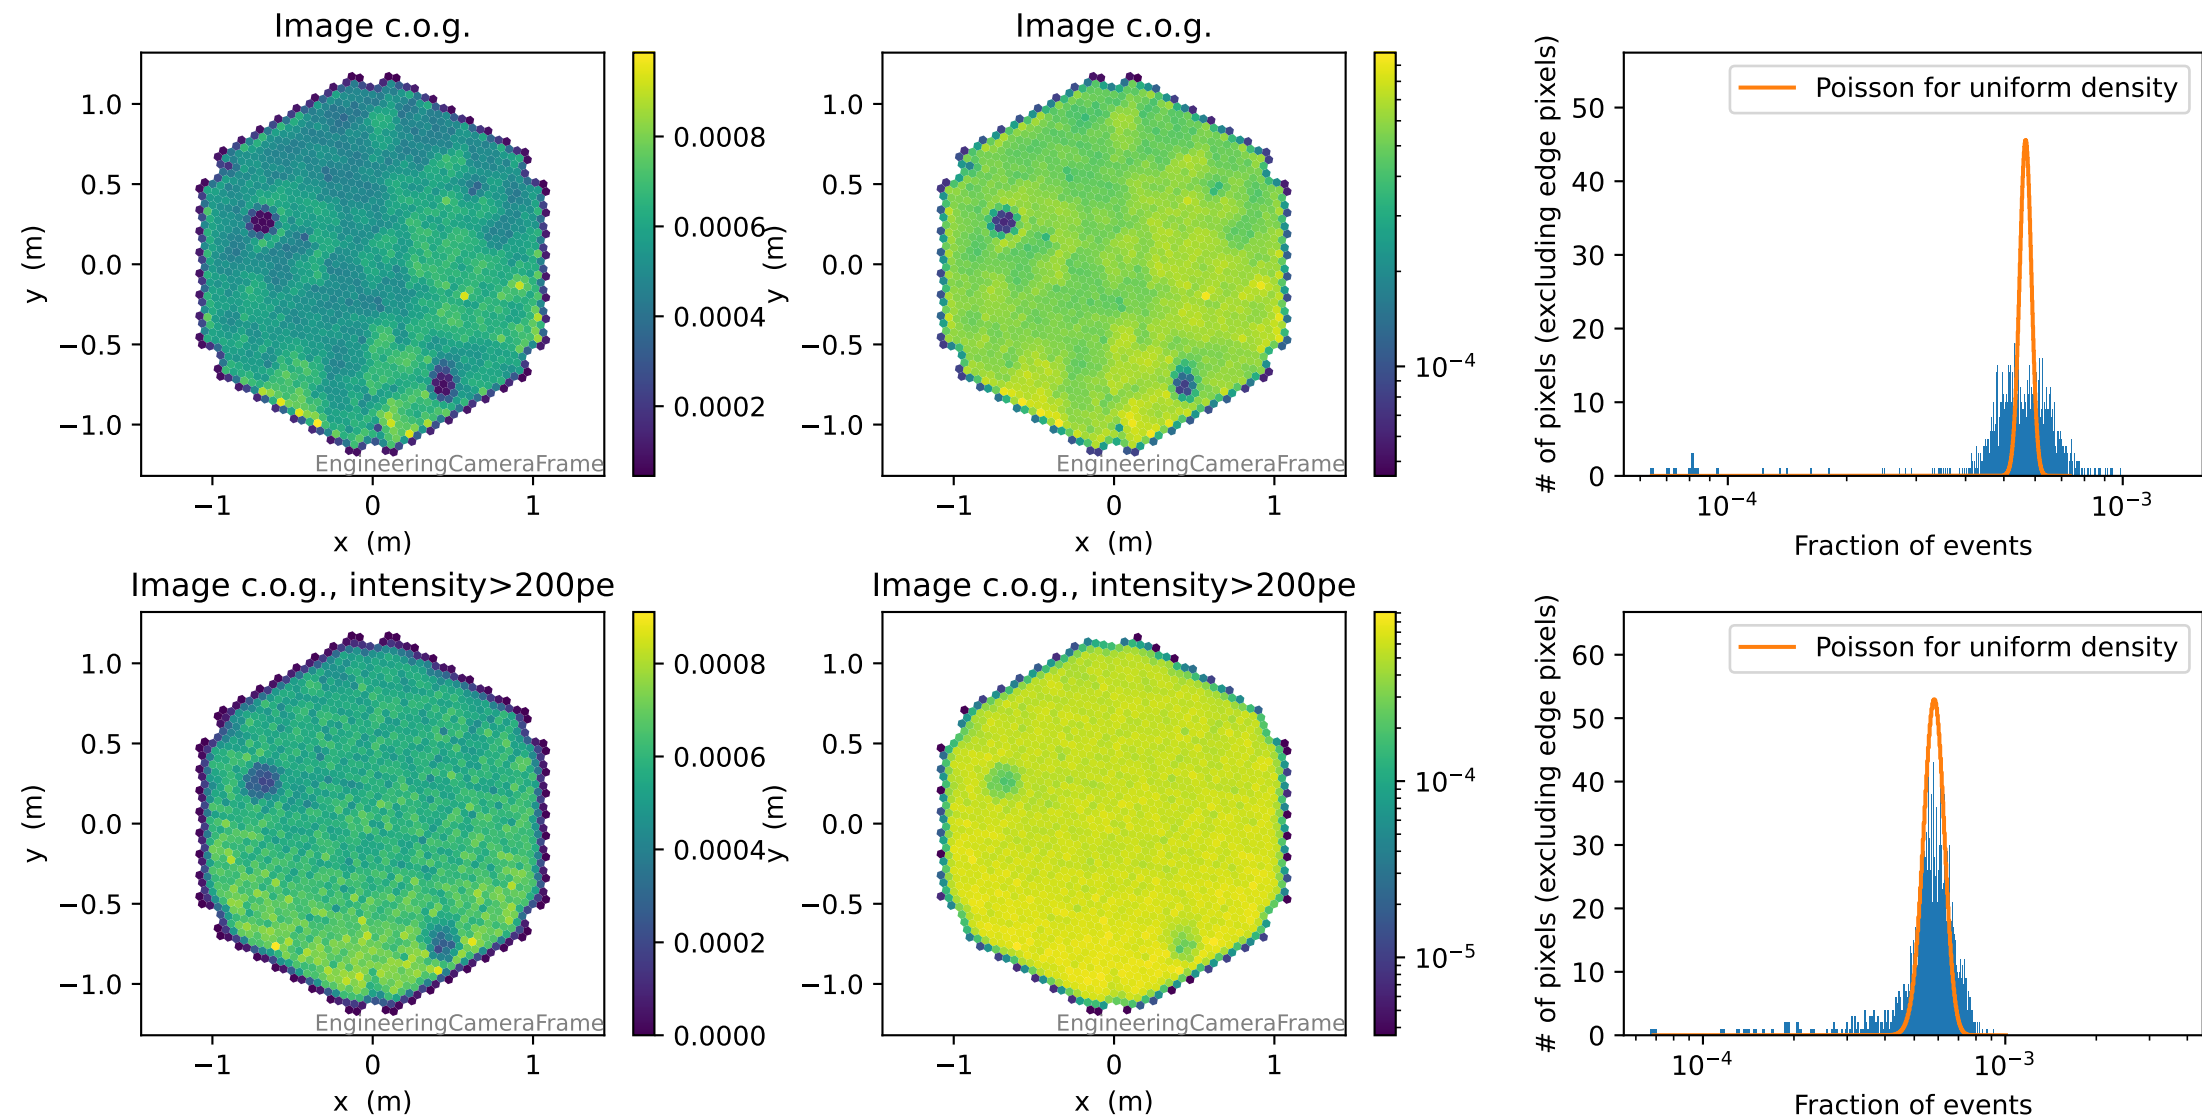 Image c.o.g.
1.0
0.5
0.0
−0.5
−1.0
y (m)
−1
0
1
x (m)
EngineeringCameraFrame
0.0008
0.0006
0.0004
0.0002
Image c.o.g.
1.0
0.5
0.0
−0.5
−1.0
y (m)
−1
0
1
x (m)
EngineeringCameraFrame
10⁻⁴
Poisson for uniform density
# of pixels (excluding edge pixels)
50
40
30
20
10
0
10⁻⁴
10⁻³
Fraction of events
Image c.o.g., intensity>200pe
1.0
0.5
0.0
−0.5
−1.0
y (m)
−1
0
1
x (m)
EngineeringCameraFrame
0.0008
0.0006
0.0004
0.0002
0.0000
Image c.o.g., intensity>200pe
1.0
0.5
0.0
−0.5
−1.0
y (m)
−1
0
1
x (m)
EngineeringCameraFrame
10⁻⁴
10⁻⁵
Poisson for uniform density
# of pixels (excluding edge pixels)
60
50
40
30
20
10
0
10⁻⁴
10⁻³
Fraction of events